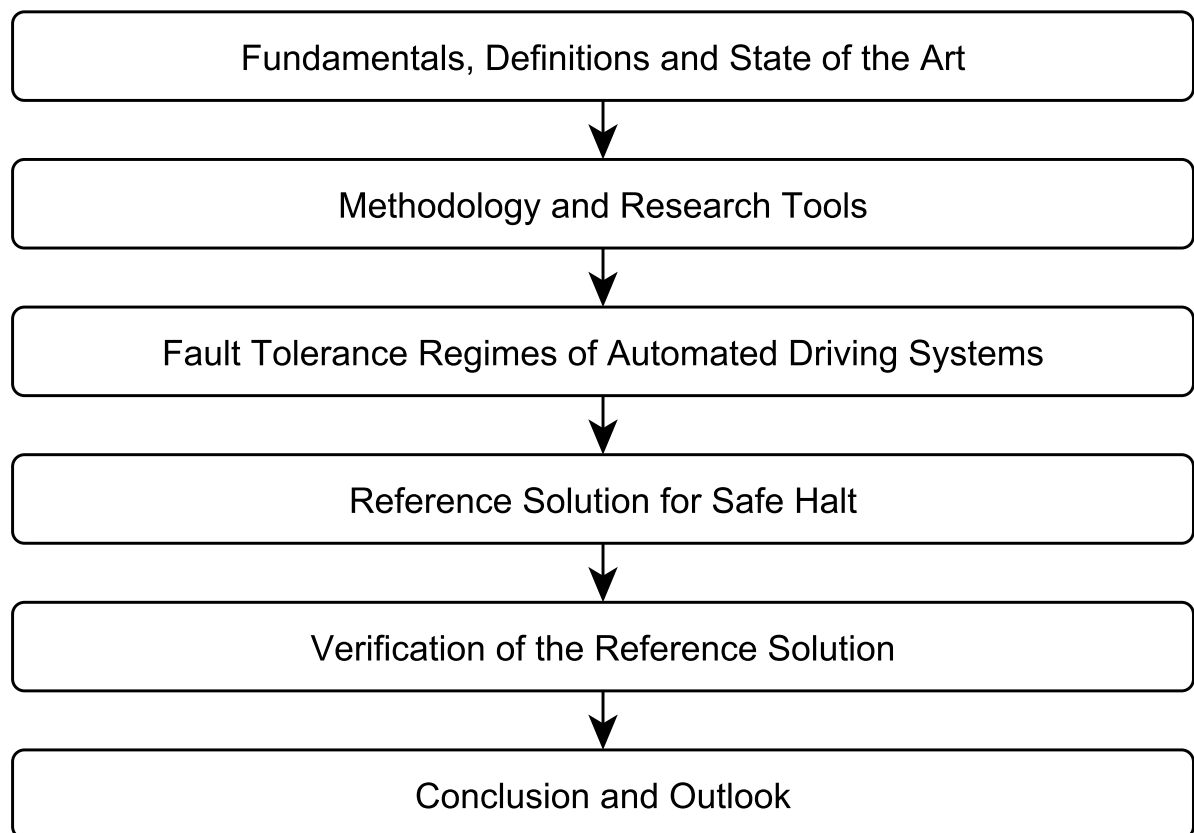 Fundamentals, Definitions and State of the Art
Methodology and Research Tools
Fault Tolerance Regimes of Automated Driving Systems
Reference Solution for Safe Halt
Verification of the Reference Solution
Conclusion and Outlook